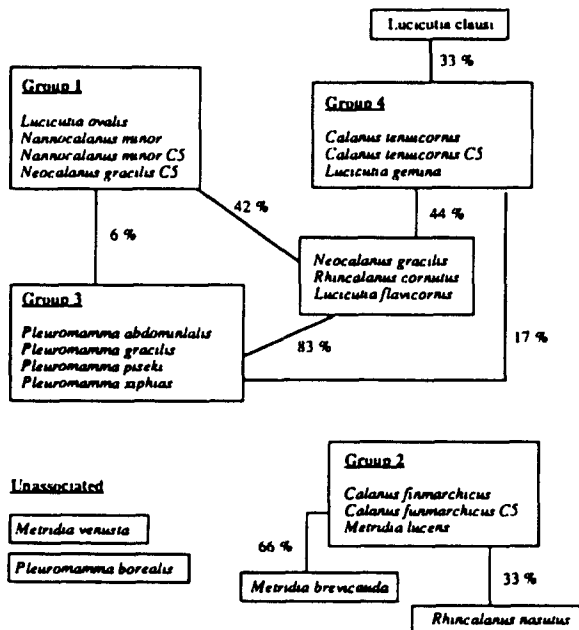 Lucicutia clausi
33 %
Group 1
Lucicutia ovalis
Nannocalanus minor
Nannocalanus minor C5
Neocalanus gracilis C5
Group 4
Calanus tenuicornis
Calanus tenuicornis C5
Lucicutia gemina
42 %
44 %
6 %
Neocalanus gracilis
Rhincalanus cornutus
Lucicutia flavicornis
Group 3
Pleuromamma abdominialis
Pleuromamma gracilis
Pleuromamma piseki
Pleuromamma xiphias
83 %
17 %
Group 2
Calanus finmarchicus
Calanus funmarchicus C5
Metridia lucens
Unassociated
Metridia venusta
Pleuromamma borealis
66 %
Metridia brevicauda
33 %
Rhincalanus nasutus